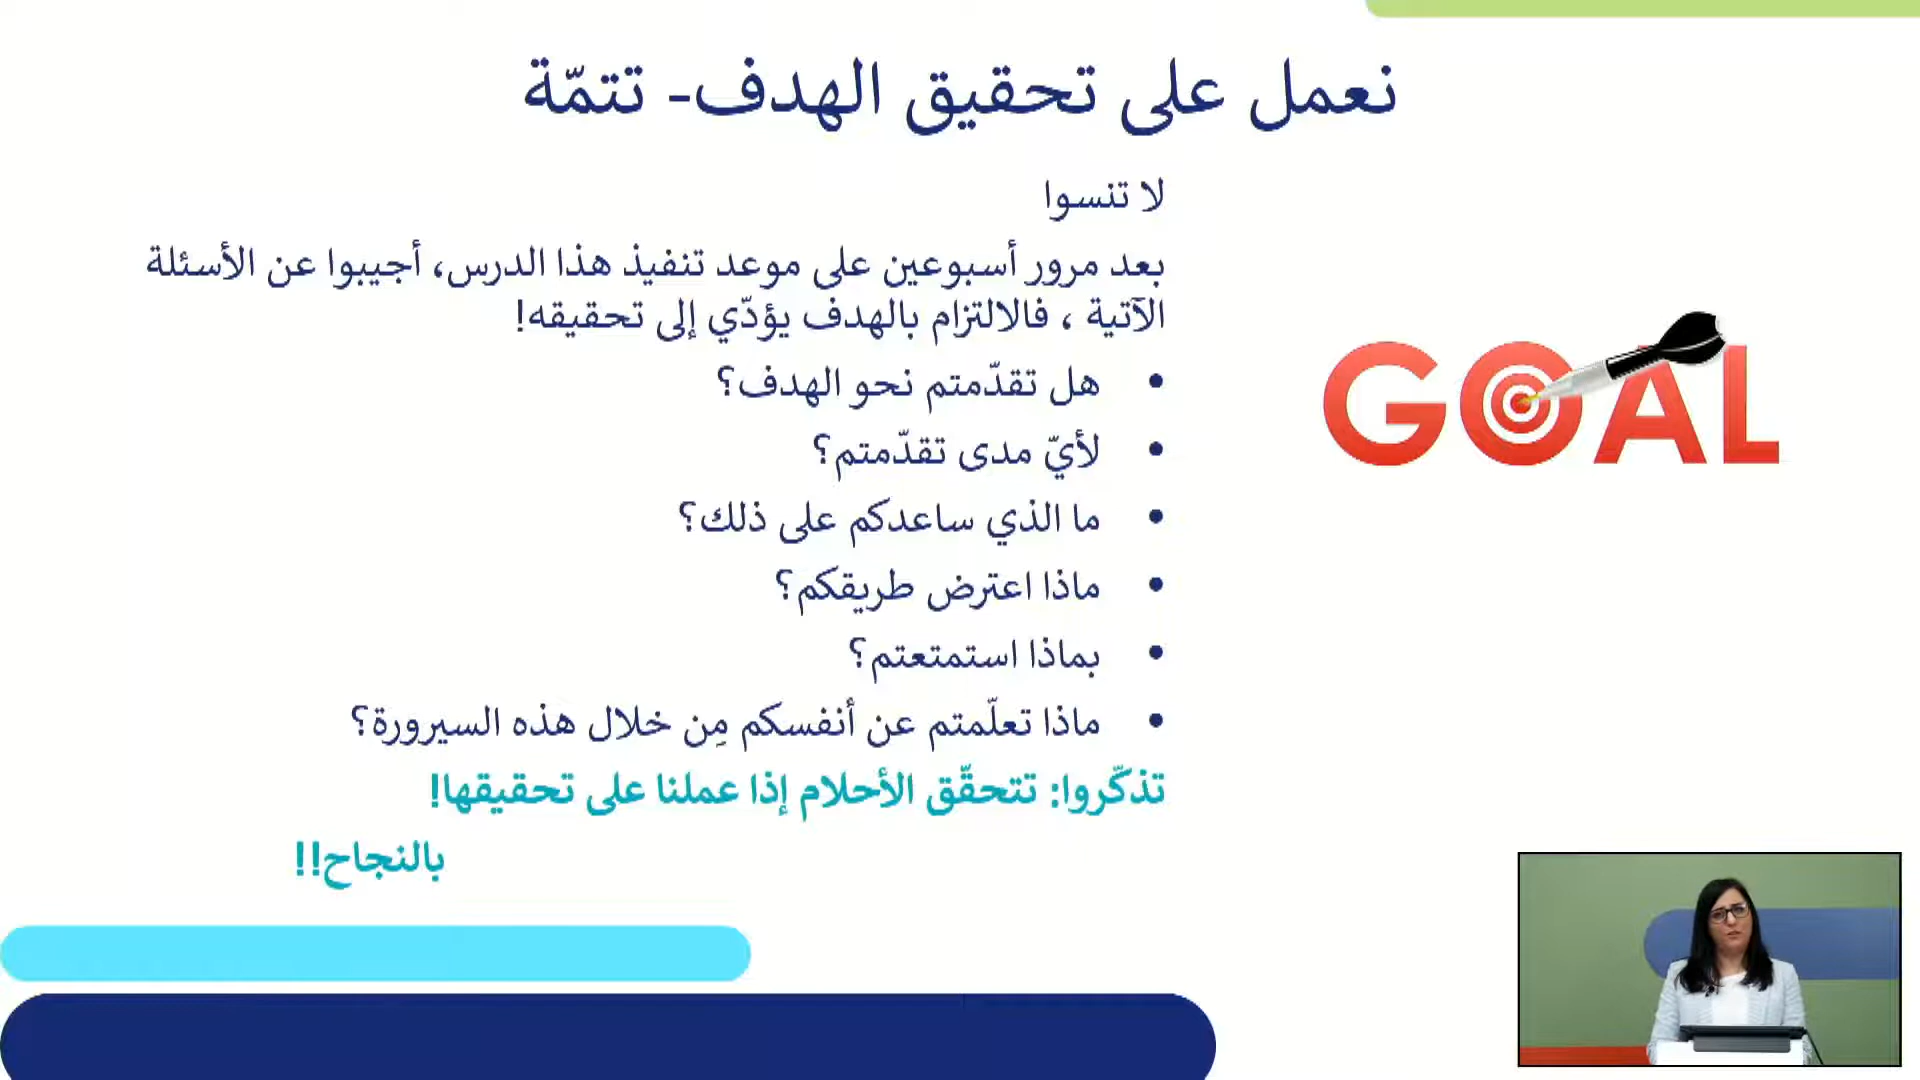 نعمل على تحقيق الهدف- تتمّة
لا تنسوا
بعد مرور أسبوعين على موعد تنفيذ هذا الدرس، أجيبوا عن الأسئلة
الآتية ، فالالتزام بالهدف يؤدّي إلى تحقيقه!
• هل تقدّمتم نحو الهدف؟
• لأيّ مدى تقدّمتم؟
• ما الذي ساعدكم على ذلك؟
• ماذا اعترض طريقكم؟
• بماذا استمتعتم؟
• ماذا تعلّمتم عن أنفسكم مِن خلال هذه السيرورة؟
تذكّروا: تتحقّق الأحلام إذا عملنا على تحقيقها!
بالنجاح!!
GOAL